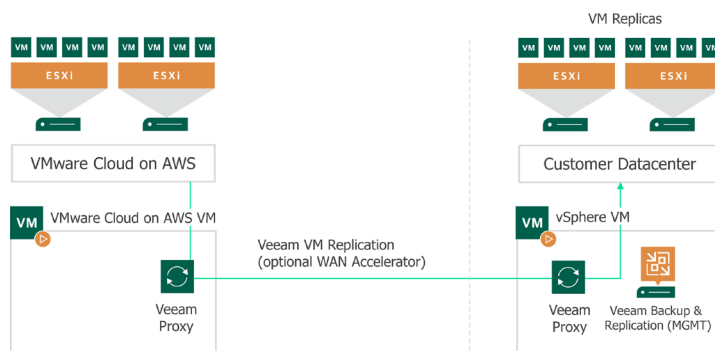 VM Replicas
VM VM VM VM VM VM VM VM
VM VM VM VM VM VM VM VM
ESXi ESXi
ESXi ESXi
VMware Cloud on AWS
Customer Datacenter
VM VMware Cloud on AWS VM
VM vSphere VM
Veeam VM Replication
(optional WAN Accelerator)
Veeam
Proxy
Veeam
Proxy
Veeam Backup &
Replication (MGMT)